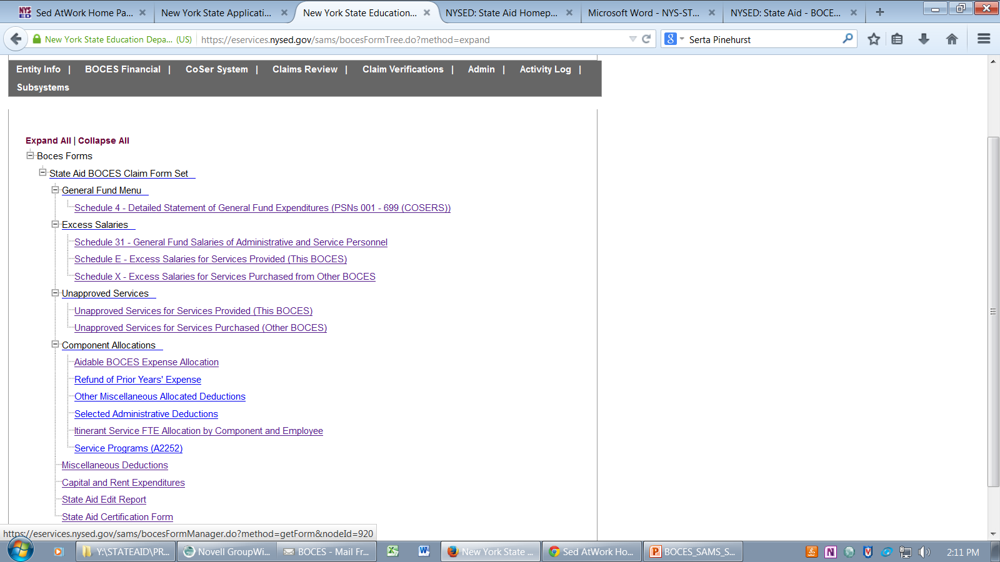 NYS ED Sed AtWork Home Pa... × New York State Applicati... × New York State Education... × NYSED: State Aid Homep... × Microsoft Word - NYS-ST... × NYSED: State Aid - BOCE... × +
New York State Education Depa... (US) https://eservices.nysed.gov/sams/bocesFormTree.do?method=expand 8 Serta Pinehurst
Entity Info | BOCES Financial | CoSer System | Claims Review | Claim Verifications | Admin | Activity Log |
Subsystems
Expand All | Collapse All
Boces Forms
State Aid BOCES Claim Form Set
General Fund Menu
Schedule 4 - Detailed Statement of General Fund Expenditures (PSNs 001 - 699 (COSERS))
Excess Salaries
Schedule 31 - General Fund Salaries of Administrative and Service Personnel
Schedule E - Excess Salaries for Services Provided (This BOCES)
Schedule X - Excess Salaries for Services Purchased from Other BOCES
Unapproved Services
Unapproved Services for Services Provided (This BOCES)
Unapproved Services for Services Purchased (Other BOCES)
Component Allocations
Aidable BOCES Expense Allocation
Refund of Prior Years' Expense
Other Miscellaneous Allocated Deductions
Selected Administrative Deductions
Itinerant Service FTE Allocation by Component and Employee
Service Programs (A2252)
Miscellaneous Deductions
Capital and Rent Expenditures
State Aid Edit Report
State Aid Certification Form
https://eservices.nysed.gov/sams/bocesFormManager.do?method=getForm&nodeId=920
Y:\STATEAID\PR... Novell GroupWi... BOCES - Mail Fr... New York State ... Sed AtWork Ho... BOCES_SAMS_S... 2:11 PM